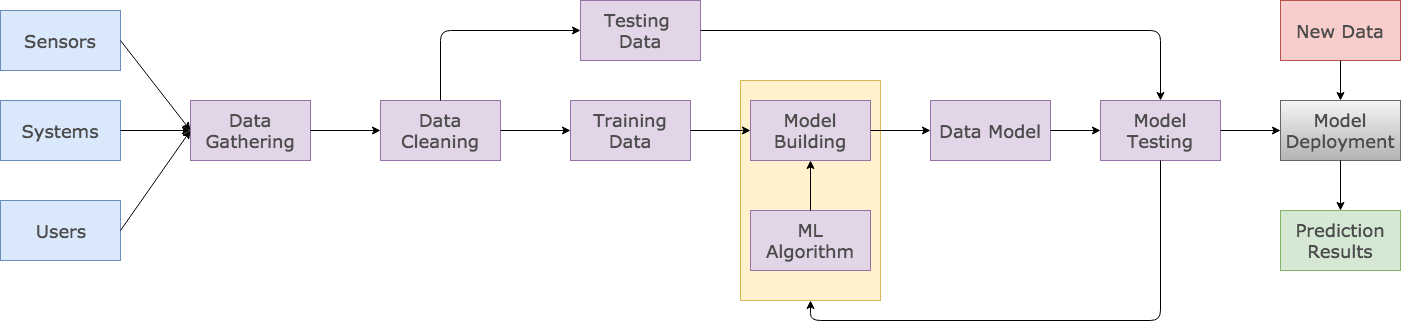 Sensors
Systems
Users
Data
Gathering
Data
Cleaning
Testing
Data
Training
Data
Model
Building
ML
Algorithm
Data Model
Model
Testing
New Data
Model
Deployment
Prediction
Results